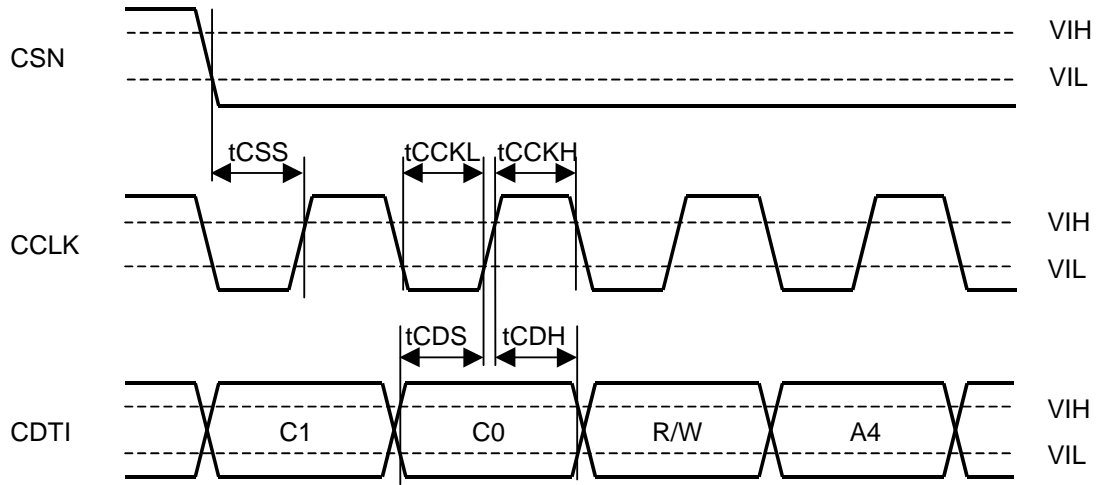 CSN
VIH
VIL
tCSS
tCCKL
tCCKH
CCLK
VIH
VIL
tCDS
tCDH
CDTI
C1
C0
R/W
A4
VIH
VIL